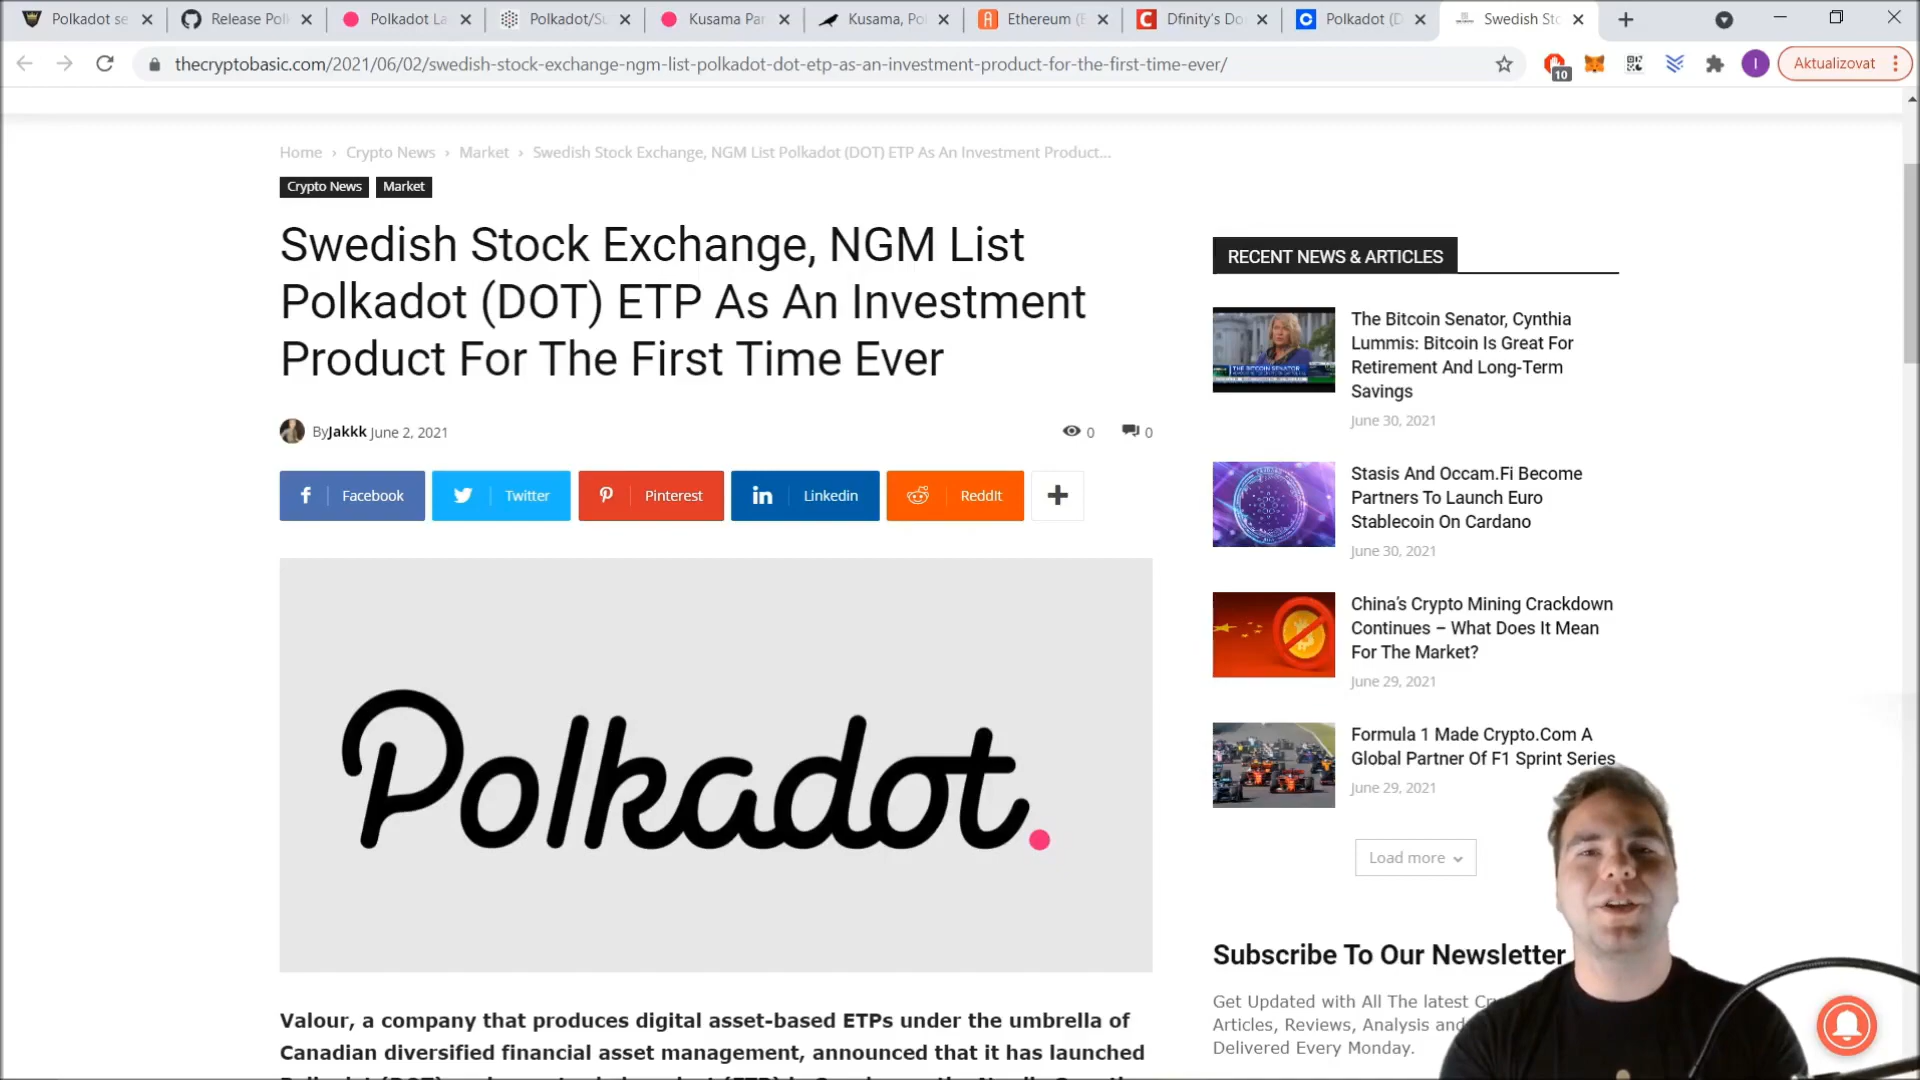 Polkadot se
Release Polk
Polkadot La
Polkadot/Su
Kusama Par
Kusama, Pol
Ethereum (E
Dfinity's Do
Polkadot (D
Swedish Sto
thecryptobasic.com/2021/06/02/swedish-stock-exchange-ngm-list-polkadot-dot-etp-as-an-investment-product-for-the-first-time-ever/
10
I
Aktualizovat
Home › Crypto News › Market › Swedish Stock Exchange, NGM List Polkadot (DOT) ETP As An Investment Product...
Crypto News Market
Swedish Stock Exchange, NGM List
Polkadot (DOT) ETP As An Investment
Product For The First Time Ever
By Jakkk June 2, 2021
0 0
Facebook
Twitter
Pinterest
Linkedin
ReddIt
Polkadot.
Valour, a company that produces digital asset-based ETPs under the umbrella of
Canadian diversified financial asset management, announced that it has launched
RECENT NEWS & ARTICLES
THE BITCOIN SENATOR
The Bitcoin Senator, Cynthia
Lummis: Bitcoin Is Great For
Retirement And Long-Term
Savings
June 30, 2021
Stasis And Occam.Fi Become
Partners To Launch Euro
Stablecoin On Cardano
June 30, 2021
China's Crypto Mining Crackdown
Continues – What Does It Mean
For The Market?
June 29, 2021
Formula 1 Made Crypto.Com A
Global Partner Of F1 Sprint Series
June 29, 2021
Load more
Subscribe To Our Newsletter
Get Updated with All The latest
Articles, Reviews, Analysis and
Delivered Every Monday.